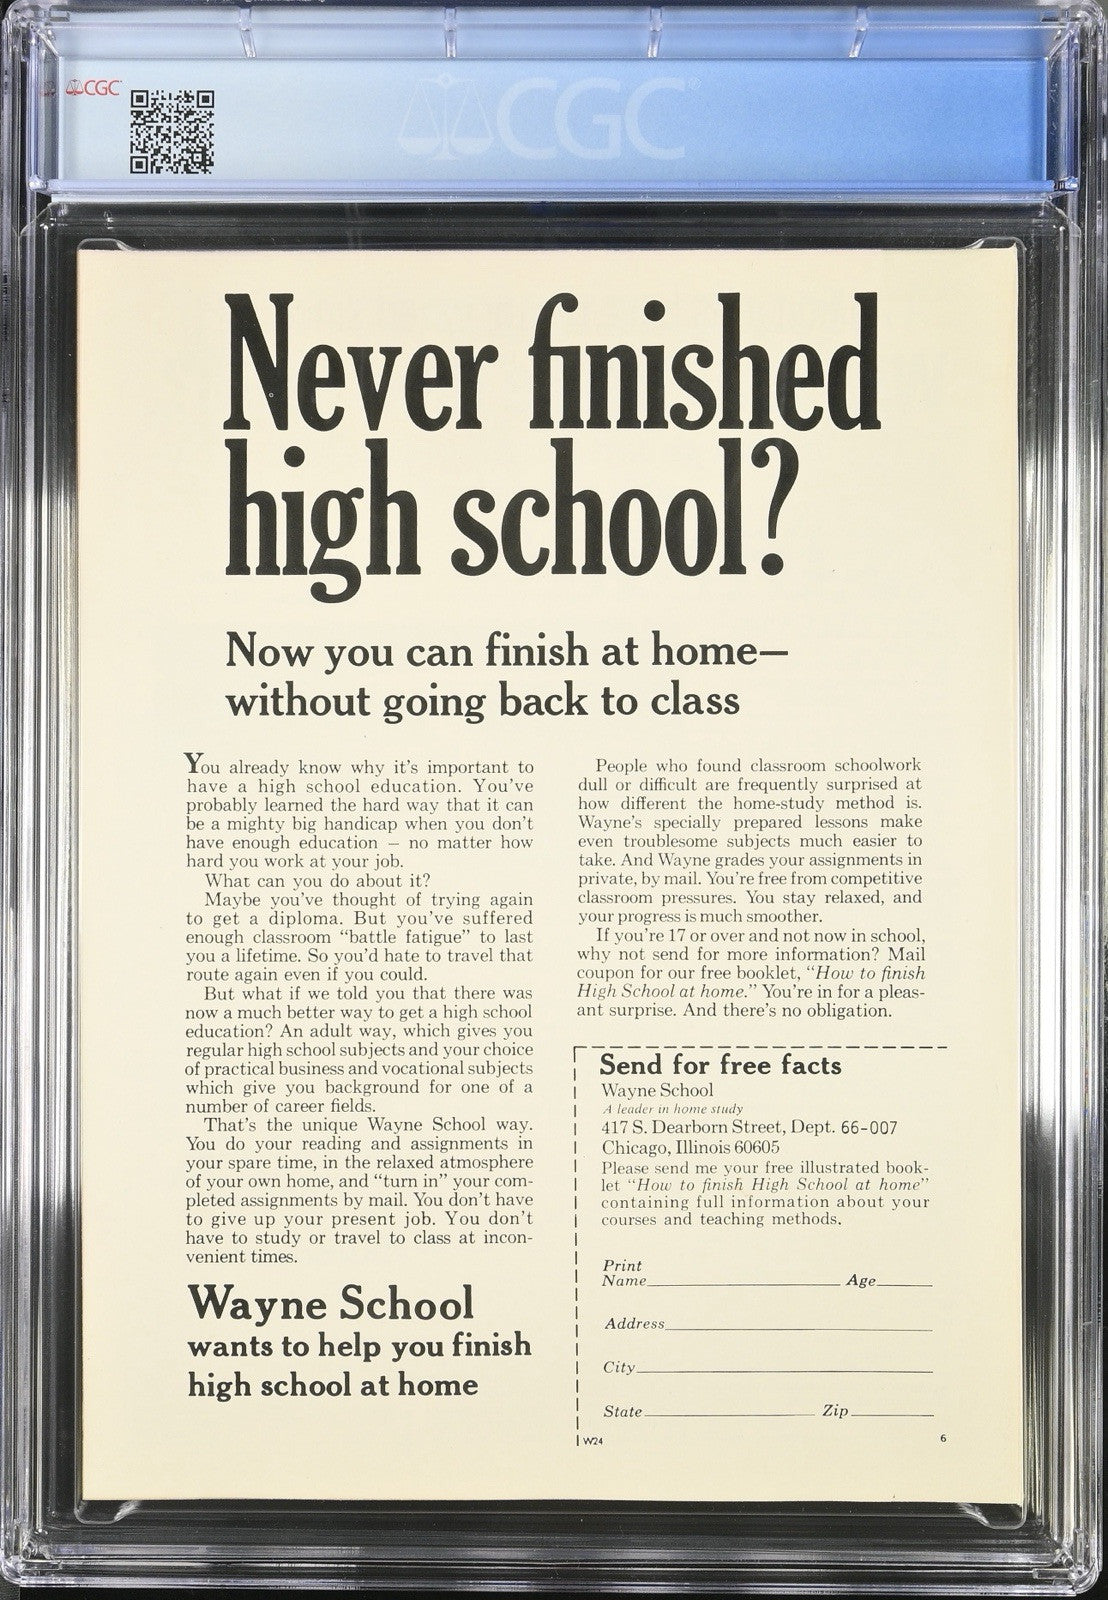 CGC
CGC
Never finished
high school?
Now you can finish at home—
without going back to class
You already know why it's important to
have a high school education. You've
probably learned the hard way that it can
be a mighty big handicap when you don't
have enough education — no matter how
hard you work at your job.
What can you do about it?
Maybe you've thought of trying again
to get a diploma. But you've suffered
enough classroom "battle fatigue" to last
you a lifetime. So you'd hate to travel that
route again even if you could.
But what if we told you that there was
now a much better way to get a high school
education? An adult way, which gives you
regular high school subjects and your choice
of practical business and vocational subjects
which give you background for one of a
number of career fields.
That's the unique Wayne School way.
You do your reading and assignments in
your spare time, in the relaxed atmosphere
of your own home, and "turn in" your com-
pleted assignments by mail. You don't have
to give up your present job. You don't
have to study or travel to class at incon-
venient times.
Wayne School
wants to help you finish
high school at home
People who found classroom schoolwork
dull or difficult are frequently surprised at
how different the home-study method is.
Wayne's specially prepared lessons make
even troublesome subjects much easier to
take. And Wayne grades your assignments in
private, by mail. You're free from competitive
classroom pressures. You stay relaxed, and
your progress is much smoother.
If you're 17 or over and not now in school,
why not send for more information? Mail
coupon for our free booklet, "How to finish
High School at home." You're in for a pleas-
ant surprise. And there's no obligation.
Send for free facts
Wayne School
A leader in home study
417 S. Dearborn Street, Dept. 66-007
Chicago, Illinois 60605
Please send me your free illustrated book-
let "How to finish High School at home"
containing full information about your
courses and teaching methods.
Print
Name Age
Address
City
State Zip
W24 6